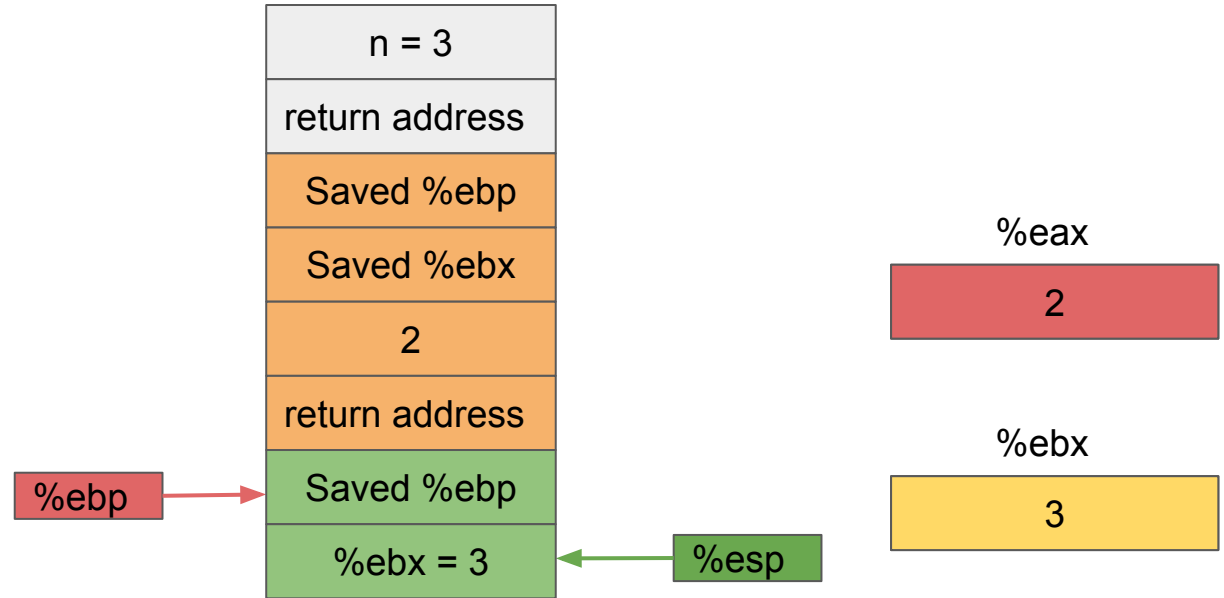 n = 3
return address
Saved %ebp
Saved %ebx
2
return address
Saved %ebp
%ebx = 3
%ebp
%esp
%eax
2
%ebx
3